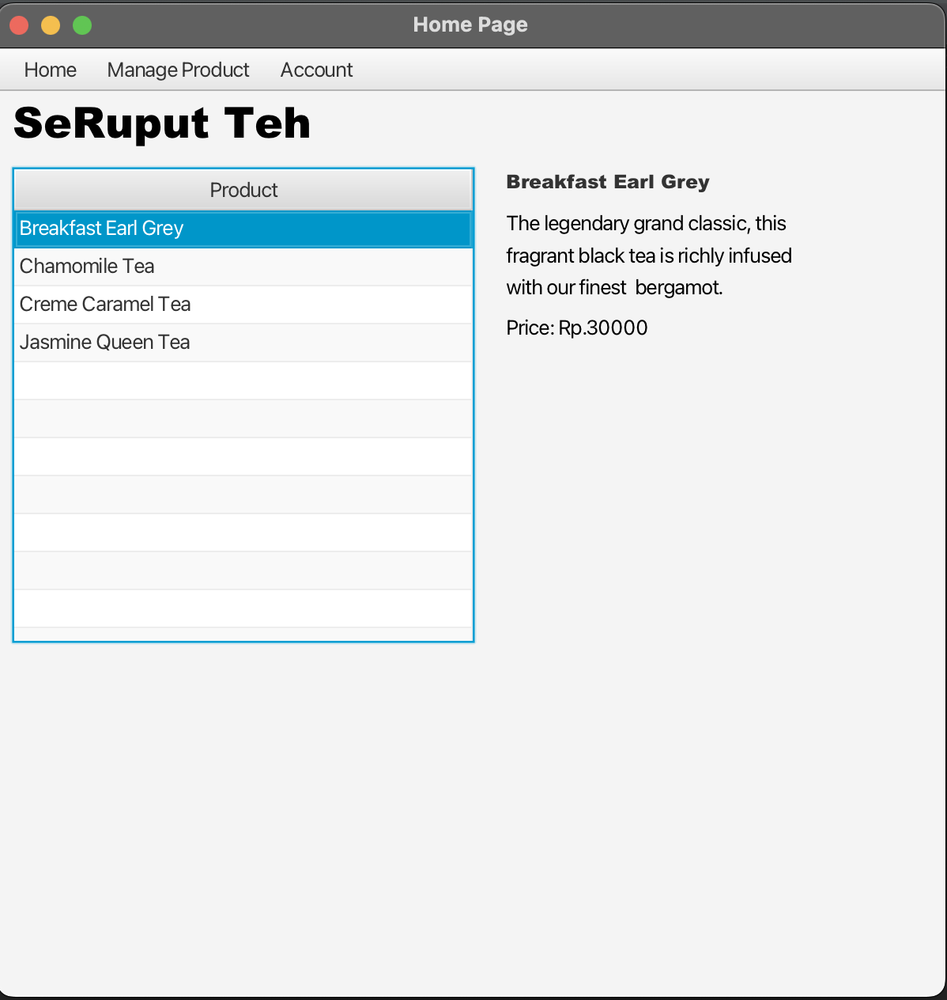 Home Page
Home Manage Product Account
SeRuput Teh
Product
Breakfast Earl Grey
Chamomile Tea
Creme Caramel Tea
Jasmine Queen Tea
Breakfast Earl Grey
The legendary grand classic, this
fragrant black tea is richly infused
with our finest  bergamot.
Price: Rp.30000